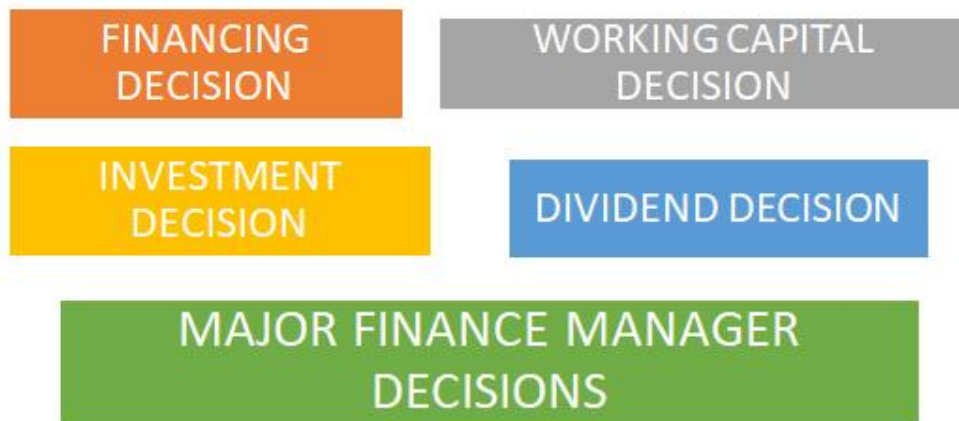 FINANCING
DECISION
WORKING CAPITAL
DECISION
INVESTMENT
DECISION
DIVIDEND DECISION
MAJOR FINANCE MANAGER
DECISIONS